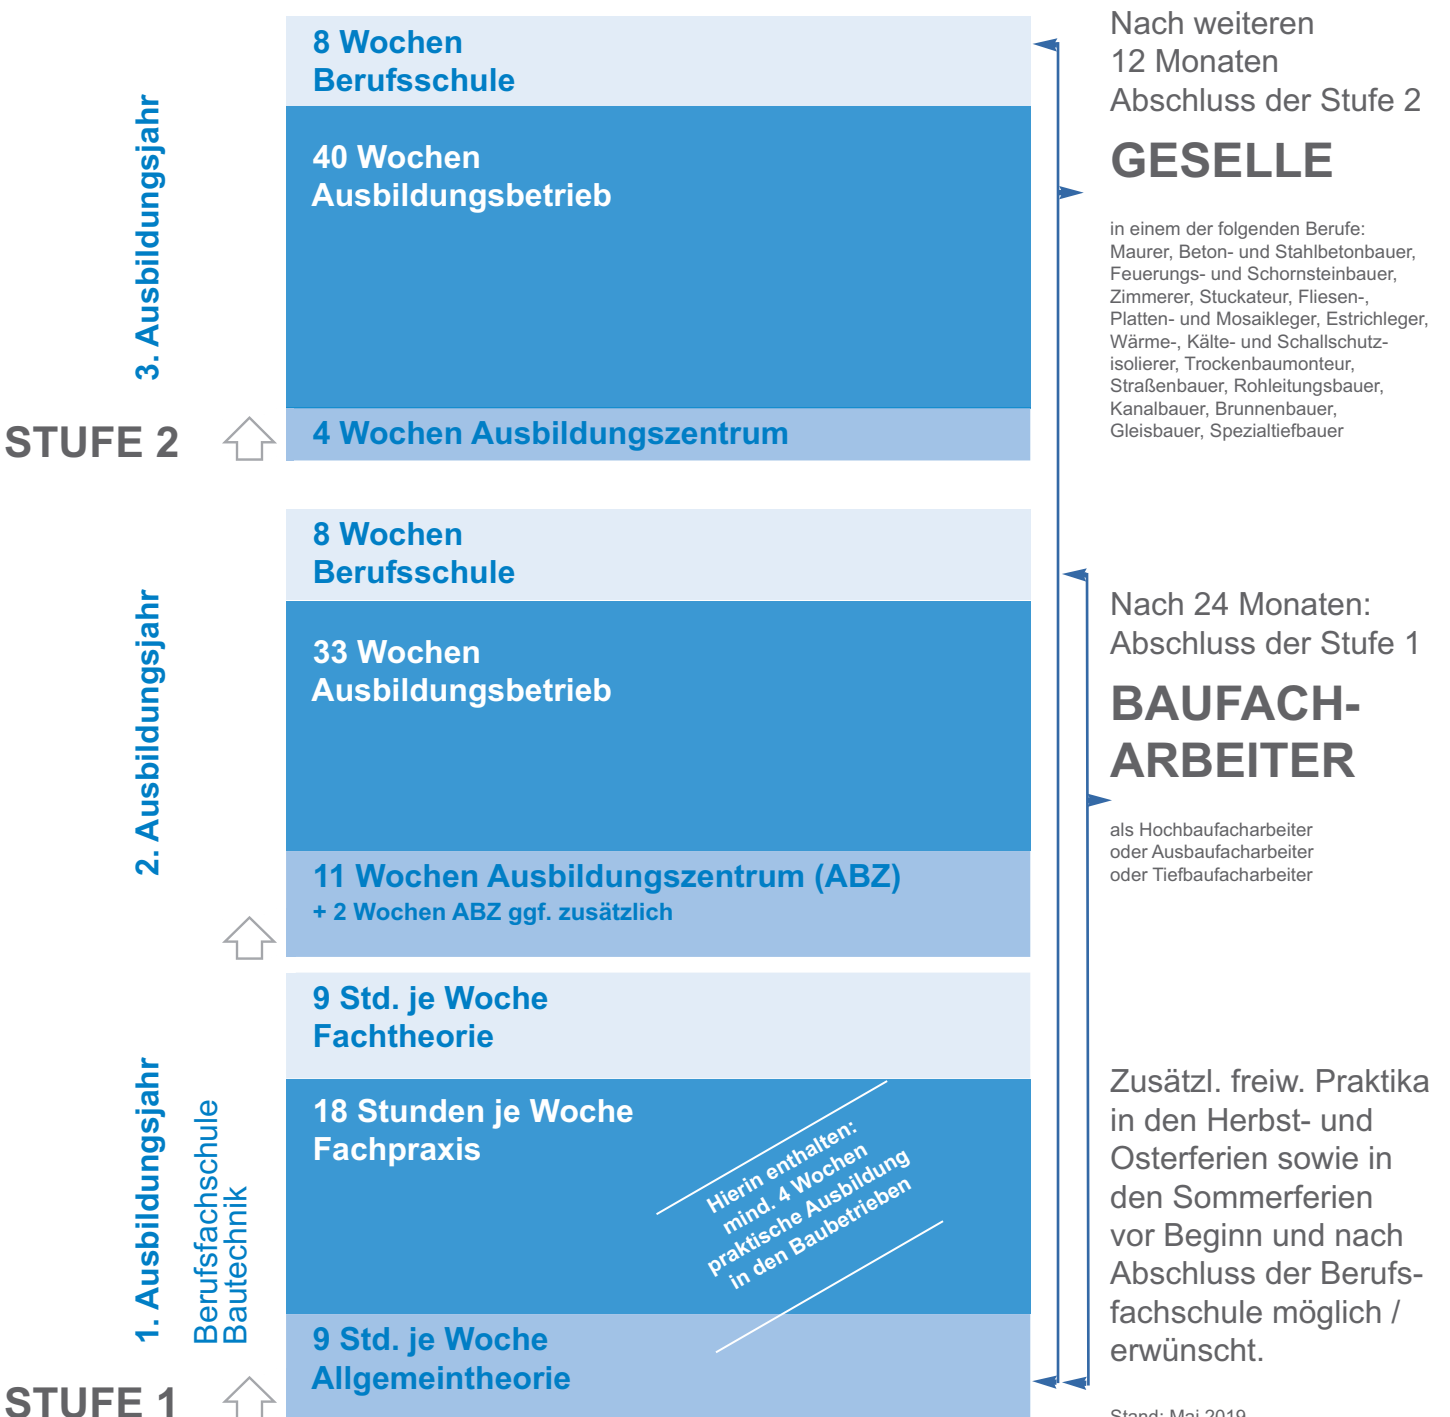 8 Wochen
Berufsschule
40 Wochen
Ausbildungsbetrieb
4 Wochen Ausbildungszentrum
3. Ausbildungsjahr
STUFE 2
Nach weiteren
12 Monaten
Abschluss der Stufe 2
GESELLE
in einem der folgenden Berufe:
Maurer, Beton- und Stahlbetonbauer,
Feuerungs- und Schornsteinbauer,
Zimmerer, Stuckateur, Fliesen-,
Platten- und Mosaikleger, Estrichleger,
Wärme-, Kälte- und Schallschutz-
isolierer, Trockenbaumonteur,
Straßenbauer, Rohleitungsbauer,
Kanalbauer, Brunnenbauer,
Gleisbauer, Spezialtiefbauer
8 Wochen
Berufsschule
33 Wochen
Ausbildungsbetrieb
11 Wochen Ausbildungszentrum (ABZ)
+ 2 Wochen ABZ ggf. zusätzlich
2. Ausbildungsjahr
Nach 24 Monaten:
Abschluss der Stufe 1
BAUFACH-
ARBEITER
als Hochbaufacharbeiter
oder Ausbaufacharbeiter
oder Tiefbaufacharbeiter
9 Std. je Woche
Fachtheorie
18 Stunden je Woche
Fachpraxis
Hierin enthalten:
mind. 4 Wochen
praktische Ausbildung
in den Baubetrieben
9 Std. je Woche
Allgemeintheorie
1. Ausbildungsjahr
Berufsfachschule
Bautechnik
STUFE 1
Zusätzl. freiw. Praktika
in den Herbst- und
Osterferien sowie in
den Sommerferien
vor Beginn und nach
Abschluss der Berufs-
fachschule möglich /
erwünscht.
Stand: Mai 2019